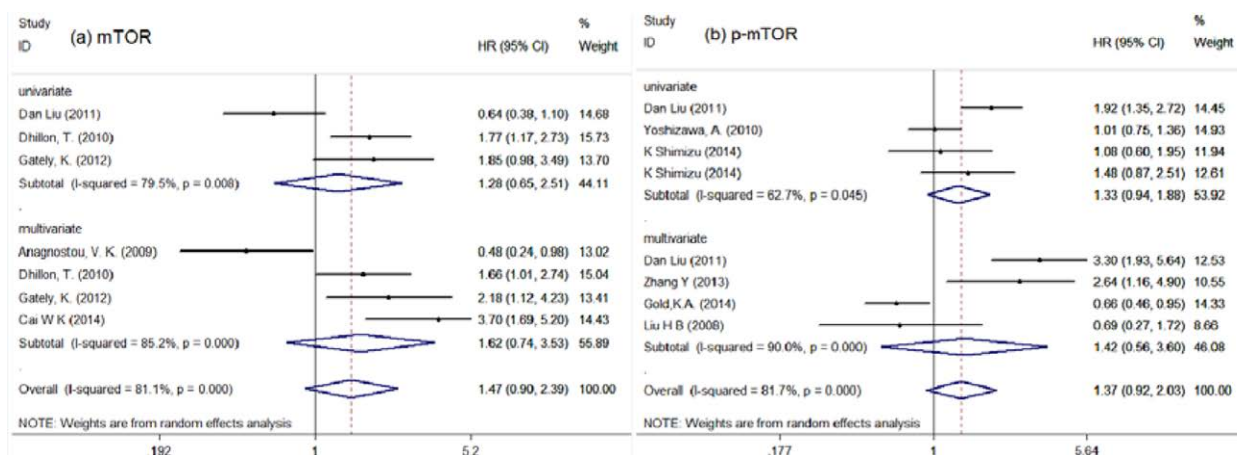 Study
ID
(a) mTOR
HR (95% CI)
%
Weight
univariate
Dan Liu (2011) 0.64 (0.38, 1.10) 14.68
Dhillon, T. (2010) 1.77 (1.17, 2.73) 15.73
Gately, K. (2012) 1.85 (0.98, 3.49) 13.70
Subtotal (I-squared = 79.5%, p = 0.008) 1.28 (0.65, 2.51) 44.11
.
multivariate
Anagnostou, V. K. (2009) 0.48 (0.24, 0.98) 13.02
Dhillon, T. (2010) 1.66 (1.01, 2.74) 15.04
Gately, K. (2012) 2.18 (1.12, 4.23) 13.41
Cai W K (2014) 3.70 (1.69, 5.20) 14.43
Subtotal (I-squared = 85.2%, p = 0.000) 1.62 (0.74, 3.53) 55.89
.
Overall (I-squared = 81.1%, p = 0.000) 1.47 (0.90, 2.39) 100.00
NOTE: Weights are from random effects analysis
.192 1 5.2
Study
ID
(b) p-mTOR
HR (95% CI)
%
Weight
univariate
Dan Liu (2011) 1.92 (1.35, 2.72) 14.45
Yoshizawa, A. (2010) 1.01 (0.75, 1.36) 14.93
K Shimizu (2014) 1.08 (0.60, 1.95) 11.94
K Shimizu (2014) 1.48 (0.87, 2.51) 12.61
Subtotal (I-squared = 62.7%, p = 0.045) 1.33 (0.94, 1.88) 53.92
.
multivariate
Dan Liu (2011) 3.30 (1.93, 5.64) 12.53
Zhang Y (2013) 2.64 (1.16, 4.90) 10.55
Gold,K.A. (2014) 0.66 (0.46, 0.95) 14.33
Liu H B (2008) 0.69 (0.27, 1.72) 8.66
Subtotal (I-squared = 90.0%, p = 0.000) 1.42 (0.56, 3.60) 46.08
.
Overall (I-squared = 81.7%, p = 0.000) 1.37 (0.92, 2.03) 100.00
NOTE: Weights are from random effects analysis
.177 1 5.64